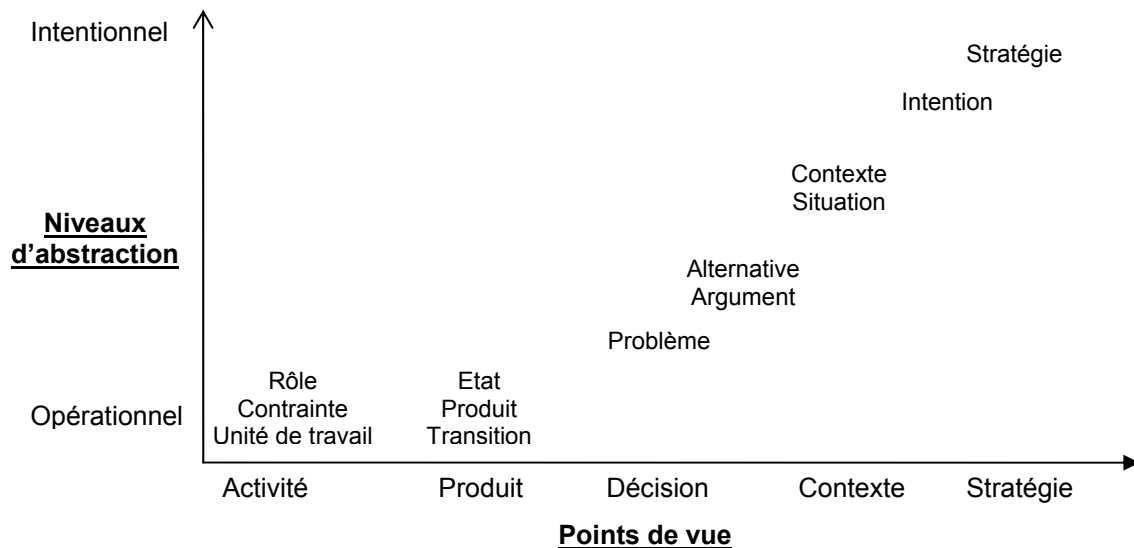 Intentionnel
Stratégie
Intention
Contexte
Situation
Niveaux
d'abstraction
Alternative
Argument
Problème
Rôle
Contrainte
Unité de travail
Etat
Produit
Transition
Opérationnel
Activité
Produit
Décision
Contexte
Stratégie
Points de vue